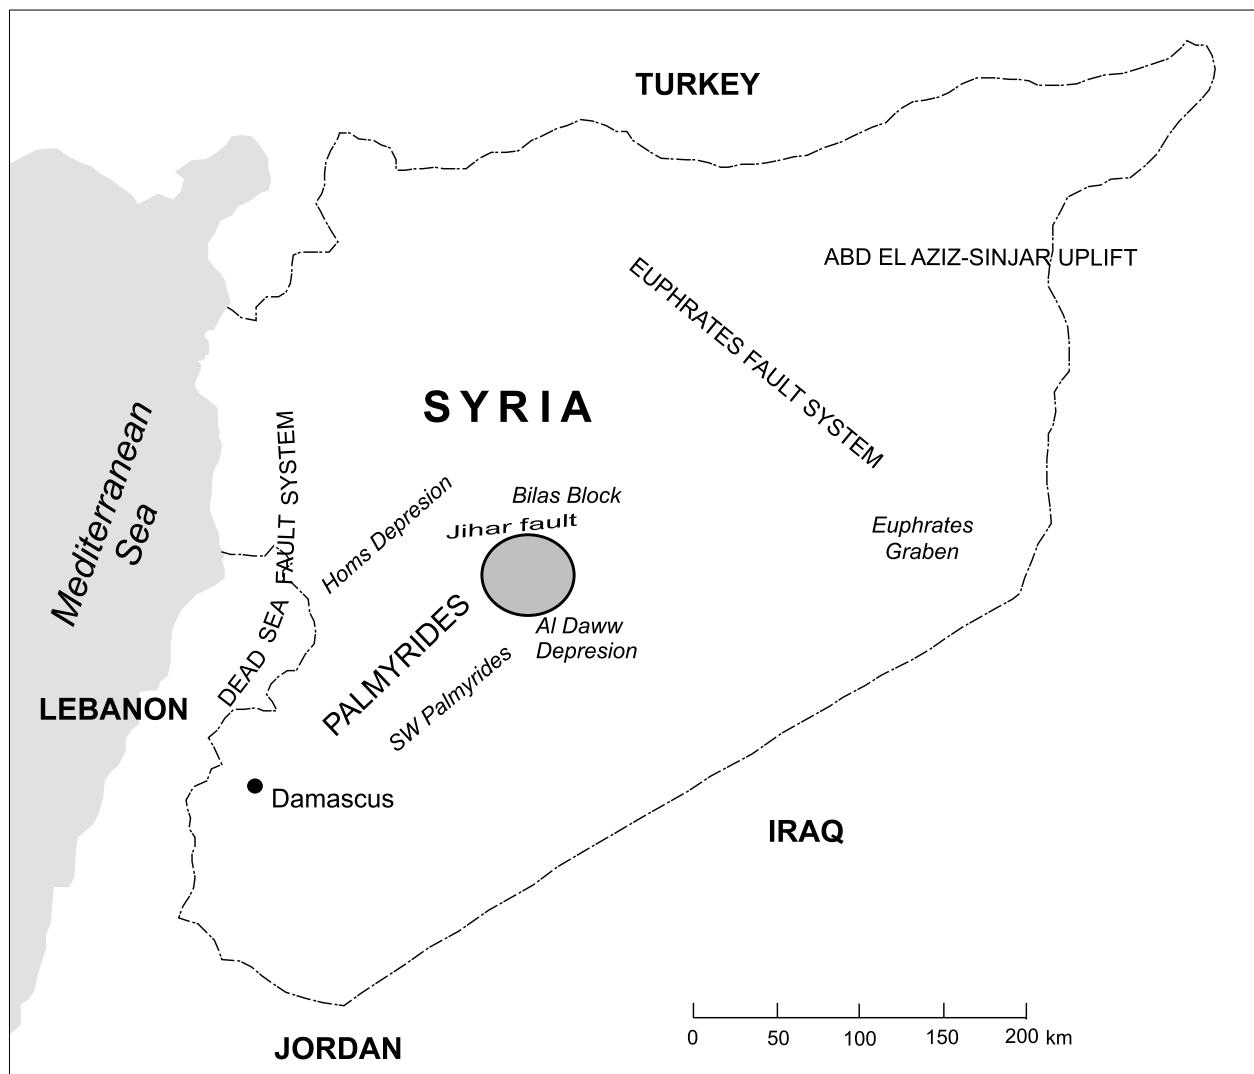 TURKEY
ABD EL AZIZ-SINJAR UPLIFT
EUPHRATES FAULT SYSTEM
SYRIA
Mediterranean
Sea
DEAD SEA FAULT SYSTEM
Homs Depresion
Bilas Block
Jihar fault
Euphrates
Graben
PALMYRIDES
SW Palmyrides
Al Daww
Depresion
LEBANON
Damascus
IRAQ
JORDAN
0 50 100 150 200 km